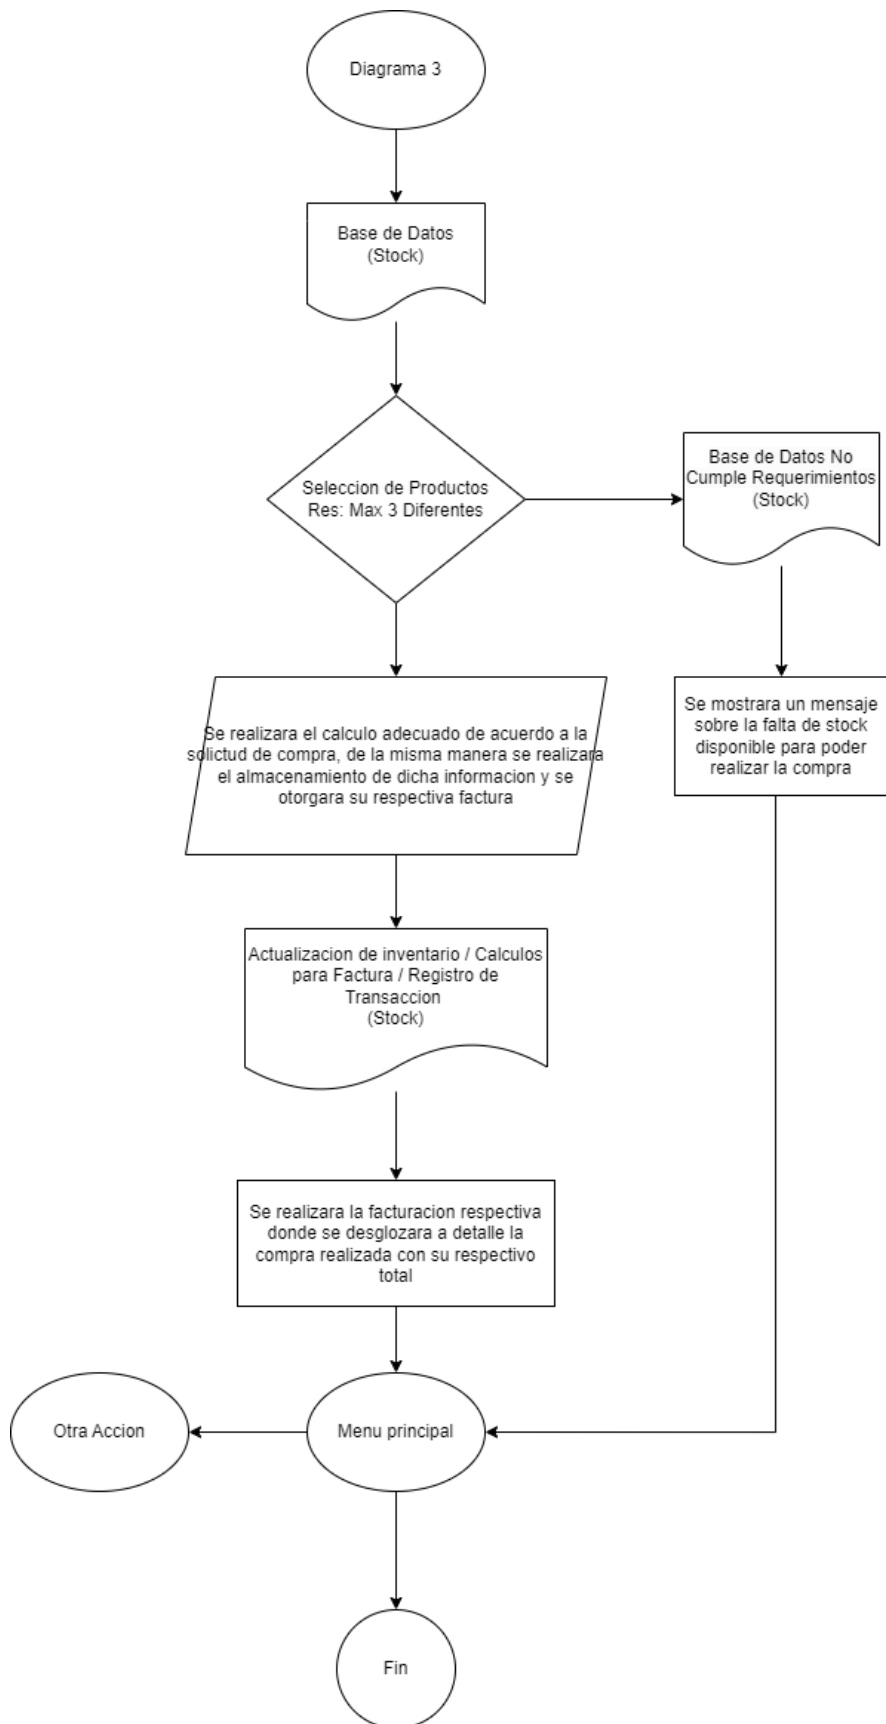 Diagrama 3
Base de Datos
(Stock)
Seleccion de Productos
Res: Max 3 Diferentes
Base de Datos No
Cumple Requerimientos
(Stock)
Se realizara el calculo adecuado de acuerdo a la
solictud de compra, de la misma manera se realizara
el almacenamiento de dicha informacion y se
otorgara su respectiva factura
Se mostrara un mensaje
sobre la falta de stock
disponible para poder
realizar la compra
Actualizacion de inventario / Calculos
para Factura / Registro de
Transaccion
(Stock)
Se realizara la facturacion respectiva
donde se desglozara a detalle la
compra realizada con su respectivo
total
Otra Accion
Menu principal
Fin